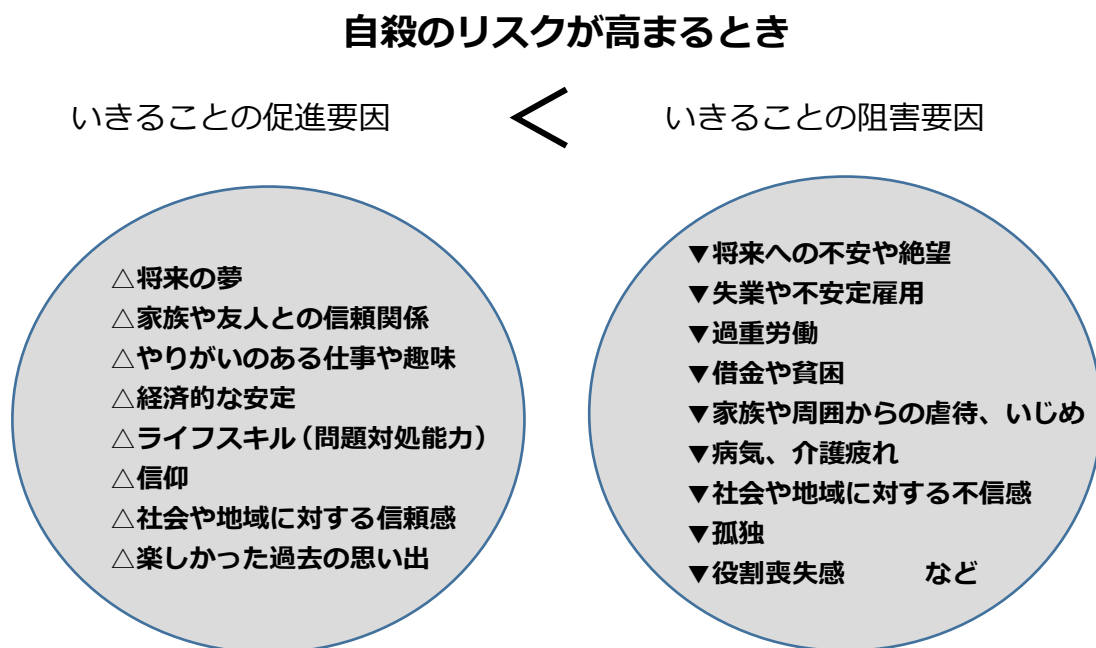 自殺のリスクが高まるとき
いきることの促進要因 < いきることの阻害要因
△将来の夢
△家族や友人との信頼関係
△やりがいのある仕事や趣味
△経済的な安定
△ライフスキル(問題対処能力)
△信仰
△社会や地域に対する信頼感
△楽しかった過去の思い出
▼将来への不安や絶望
▼失業や不安定雇用
▼過重労働
▼借金や貧困
▼家族や周囲からの虐待、いじめ
▼病気、介護疲れ
▼社会や地域に対する不信感
▼孤独
▼役割喪失感 など